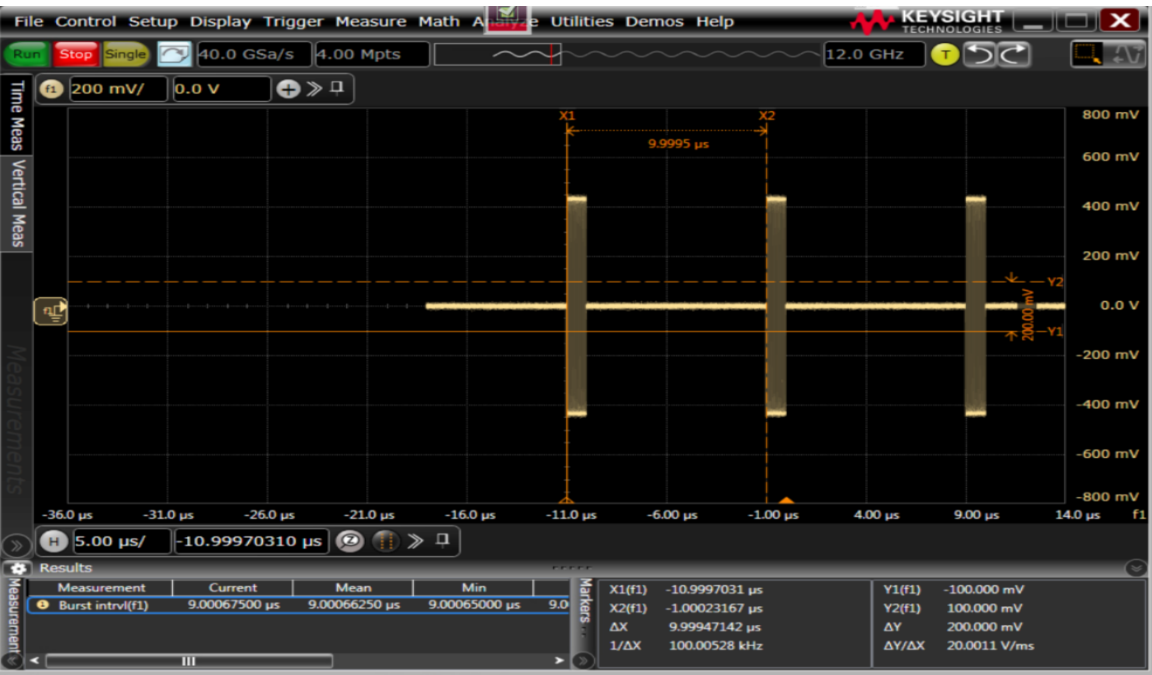 File Control Setup Display Trigger Measure Math Analyze Utilities Demos Help
KEYSIGHT
TECHNOLOGIES
Run Stop Single 40.0 GSa/s 4.00 Mpts 12.0 GHz T
f1 200 mV/ 0.0 V
Time Meas
Vertical Meas
Measurements
X1 X2
9.9995 µs
800 mV
600 mV
400 mV
200 mV
Y2
0.0 V
200.00 mV
Y1
-200 mV
-400 mV
-600 mV
-800 mV
-36.0 µs -31.0 µs -26.0 µs -21.0 µs -16.0 µs -11.0 µs -6.00 µs -1.00 µs 4.00 µs 9.00 µs 14.0 µs f1
H 5.00 µs/ -10.99970310 µs
Results
Measurement
Measurement Current Mean Min
Burst intrvl(f1) 9.00067500 µs 9.00066250 µs 9.00065000 µs 9.0
Markers...
X1(f1) -10.9997031 µs Y1(f1) -100.000 mV
X2(f1) -1.00023167 µs Y2(f1) 100.000 mV
ΔX 9.99947142 µs ΔY 200.000 mV
1/ΔX 100.00528 kHz ΔY/ΔX 20.0011 V/ms